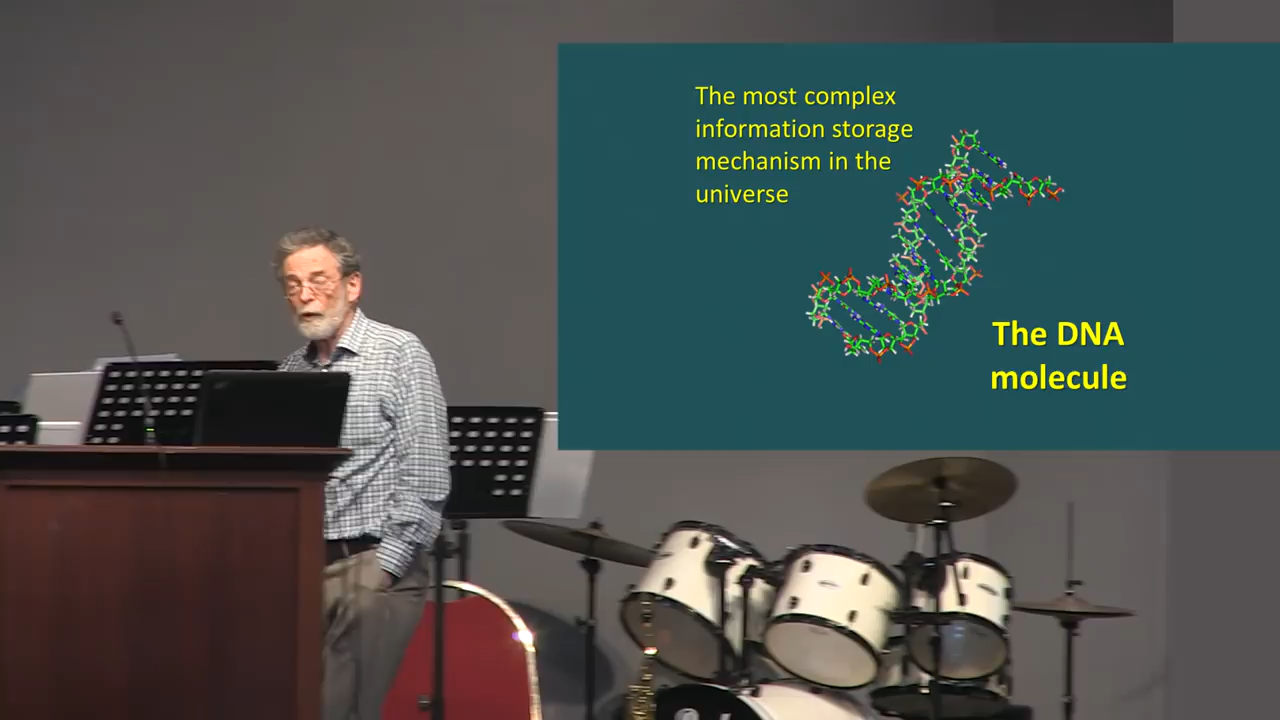 The most complex
information storage
mechanism in the
universe
The DNA
molecule